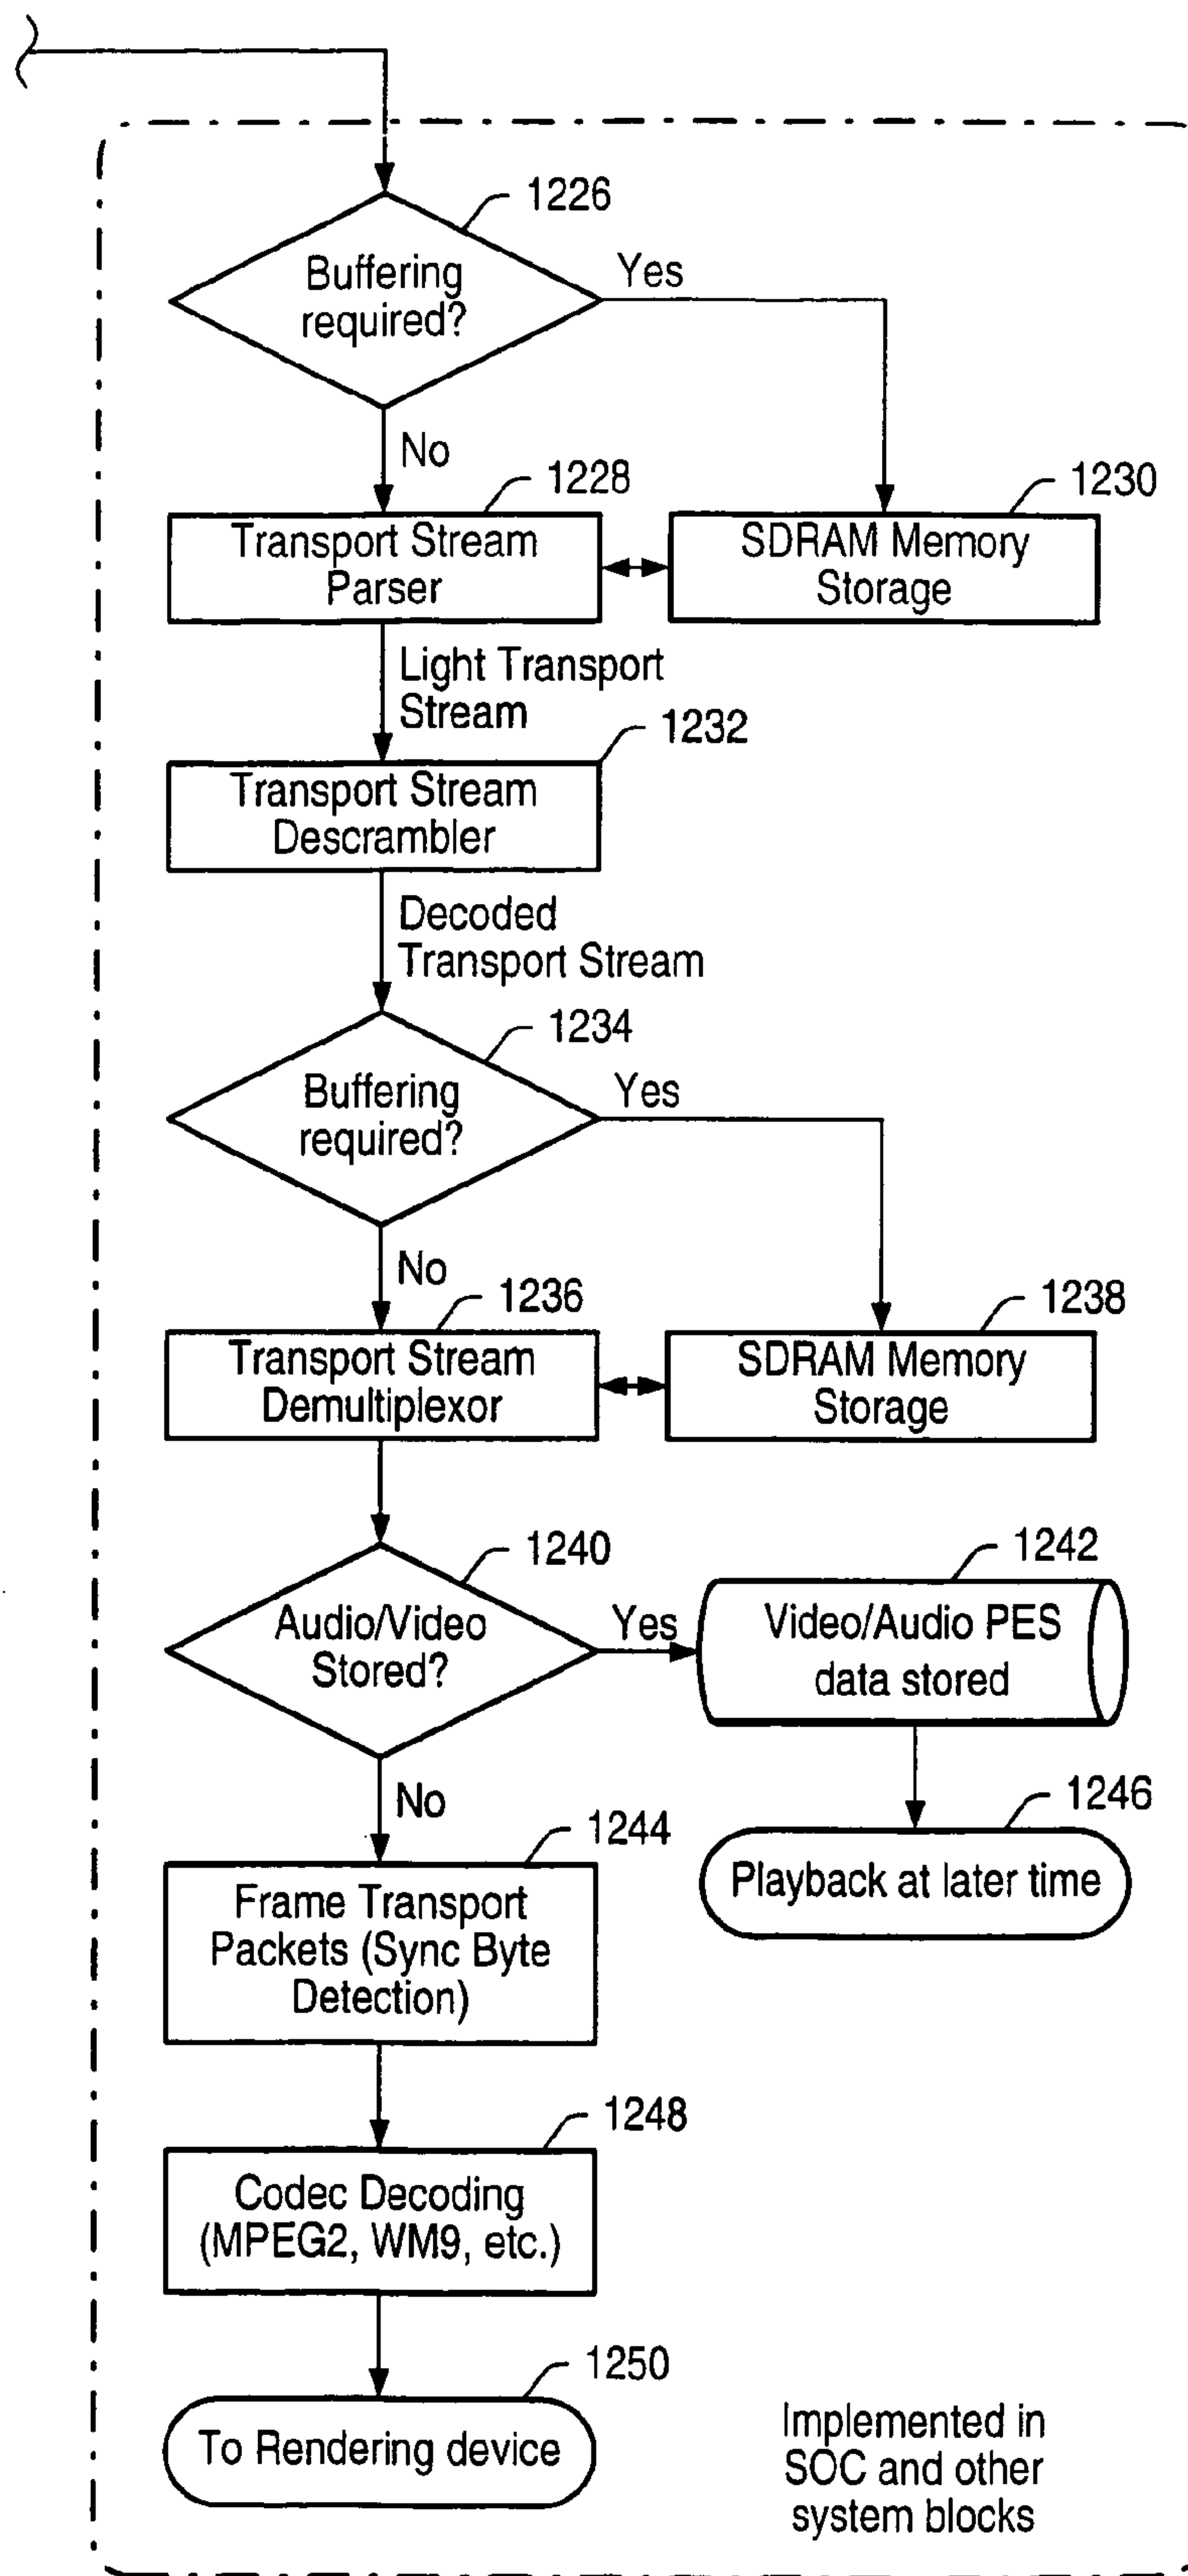 1226
Buffering
required?
Yes
No
1228
Transport Stream
Parser
1230
SDRAM Memory
Storage
Light Transport
Stream
1232
Transport Stream
Descrambler
Decoded
Transport Stream
1234
Buffering
required?
Yes
No
1236
Transport Stream
Demultiplexor
1238
SDRAM Memory
Storage
1240
Audio/Video
Stored?
Yes
1242
Video/Audio PES
data stored
No
1244
Frame Transport
Packets (Sync Byte
Detection)
1246
Playback at later time
1248
Codec Decoding
(MPEG2, WM9, etc.)
1250
To Rendering device
Implemented in
SOC and other
system blocks